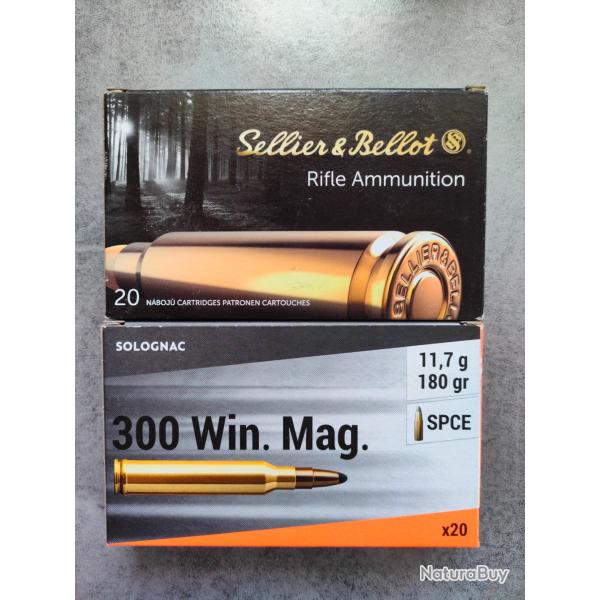 Sellier & Bellot S
Rifle Ammunition
SELLIER & BELL
20 NÁBOJŮ CARTRIDGES PATRONEN CARTOUCHES
SOLOGNAC
11,7 g
180 gr
300 Win. Mag.
SPCE
x20
NaturaBuy